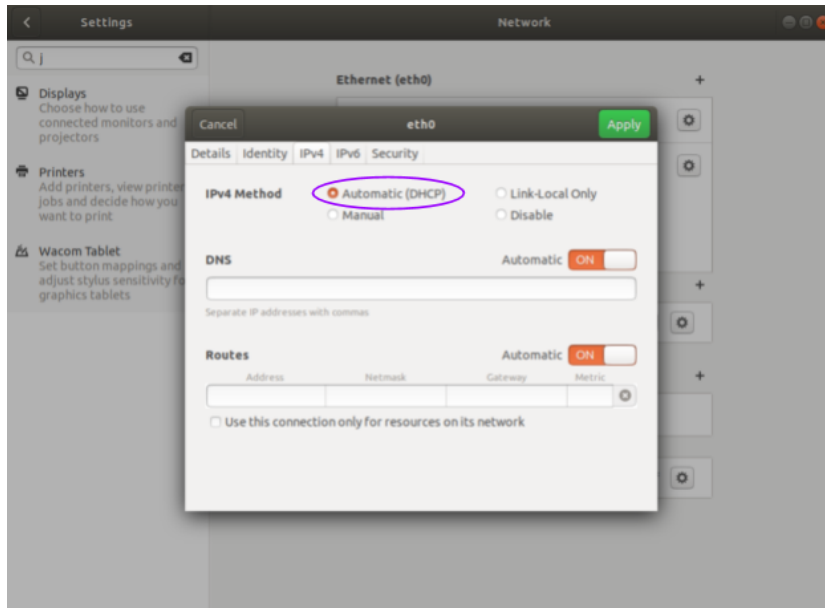 Settings
Network
j
Displays
Choose how to use
connected monitors and
projectors
Printers
Add printers, view printer
jobs and decide how you
want to print
Wacom Tablet
Set button mappings and
adjust stylus sensitivity fo
graphics tablets
Ethernet (eth0)
+
Cancel
eth0
Apply
Details Identity IPv4 IPv6 Security
IPv4 Method
Automatic (DHCP)
Link-Local Only
Manual
Disable
DNS
Automatic ON
Separate IP addresses with commas
Routes
Automatic ON
Address Netmask Gateway Metric
Use this connection only for resources on its network
+
+